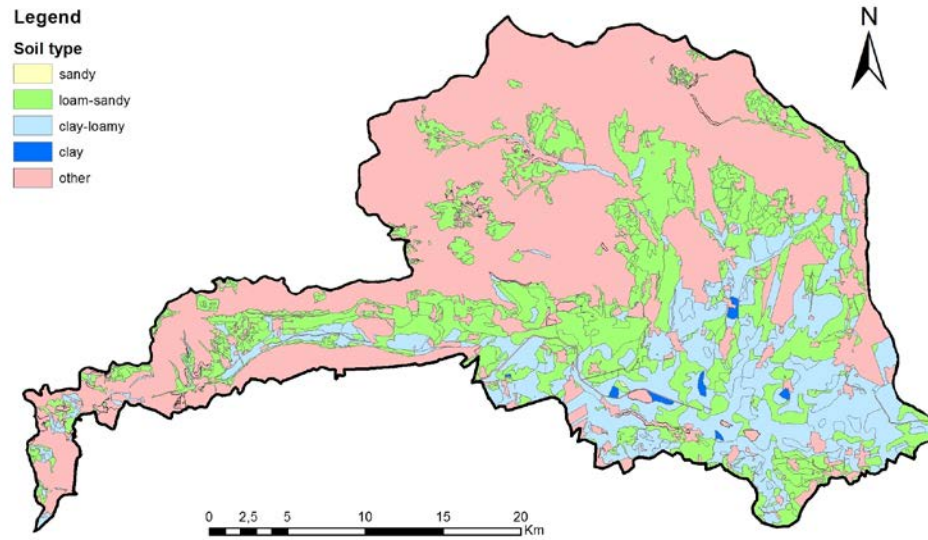 Legend
Soil type
sandy
loam-sandy
clay-loamy
clay
other
N
0 2,5 5 10 15 20
Km